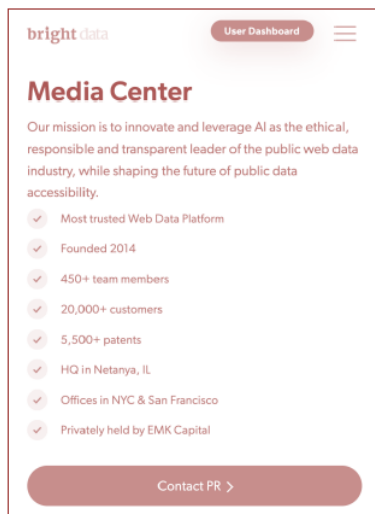 bright data
User Dashboard
Media Center
Our mission is to innovate and leverage AI as the ethical,
responsible and transparent leader of the public web data
industry, while shaping the future of public data
accessibility.
Most trusted Web Data Platform
Founded 2014
450+ team members
20,000+ customers
5,500+ patents
HQ in Netanya, IL
Offices in NYC & San Francisco
Privately held by EMK Capital
Contact PR